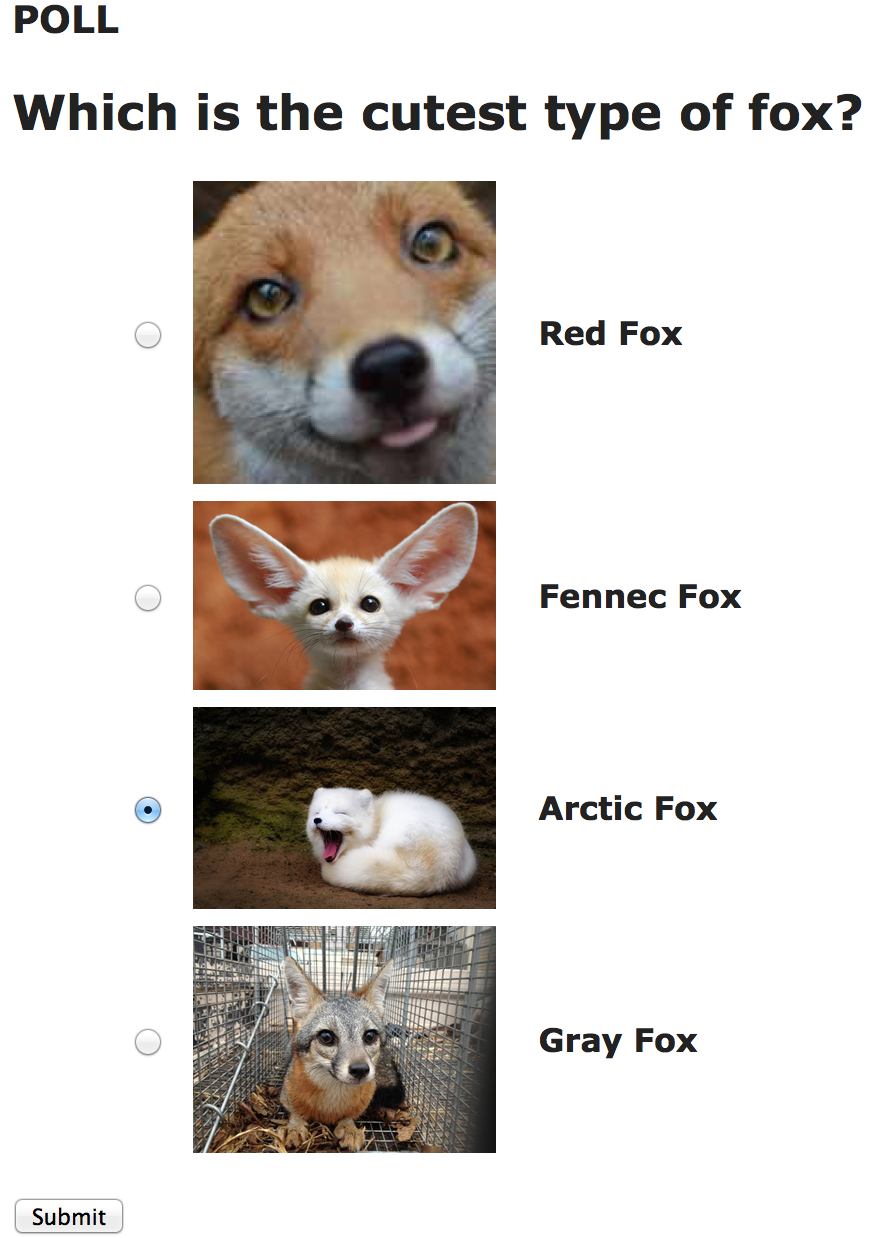 POLL
Which is the cutest type of fox?
Red Fox
Fennec Fox
Arctic Fox
Gray Fox
Submit